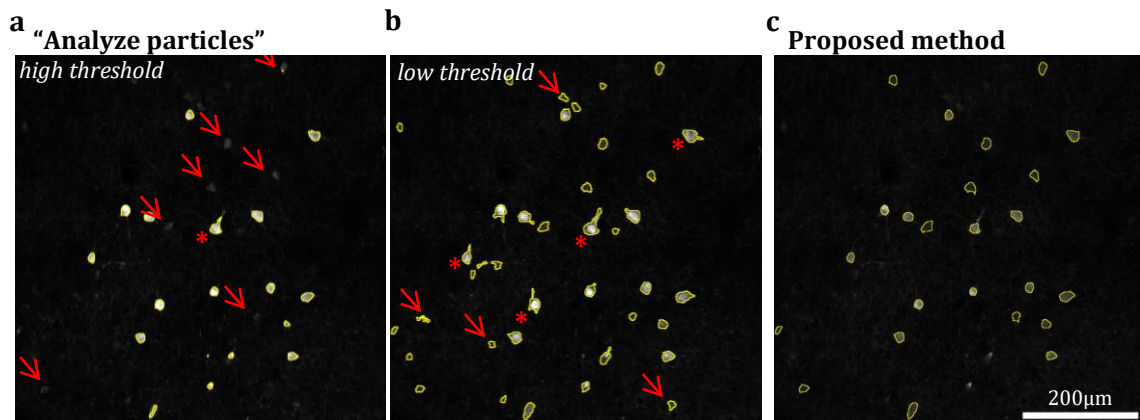 a "Analyze particles"
high threshold
b
low threshold
*
*
*
*
*
c
Proposed method
200µm